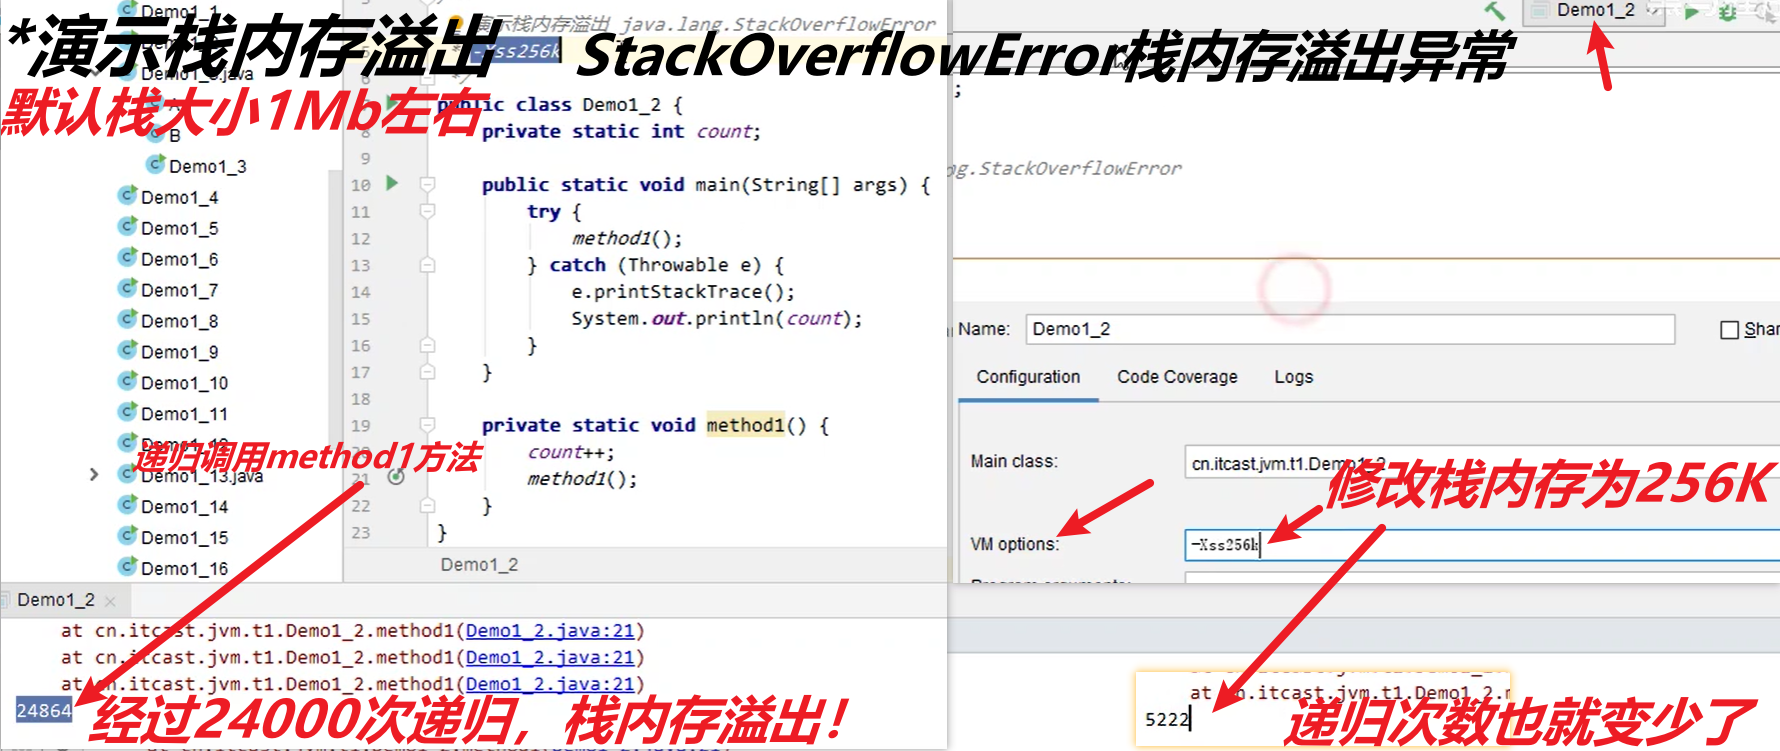 *演示栈内存溢出 StackOverflowError栈内存溢出异常
默认栈大小1Mb左右
Demo1_1
B
Demo1_3
Demo1_4
Demo1_5
Demo1_6
Demo1_7
Demo1_8
Demo1_9
Demo1_10
Demo1_11
递归调用method1方法
Demo1_13.java
Demo1_14
Demo1_15
Demo1_16
演示栈内存溢出 java.lang.StackOverflowError
* -Xss256k
*/
public class Demo1_2 {
8 private static int count;
9
10 public static void main(String[] args) {
11 try {
12 method1();
13 } catch (Throwable e) {
14 e.printStackTrace();
15 System.out.println(count);
16 }
17 }
18
19 private static void method1() {
count++;
21 method1();
22 }
23 }
Demo1_2
Demo1_2
at cn.itcast.jvm.t1.Demo1_2.method1(Demo1_2.java:21)
at cn.itcast.jvm.t1.Demo1_2.method1(Demo1_2.java:21)
at cn.itcast.jvm.t1.Demo1_2.method1(Demo1_2.java:21)
24864
经过24000次递归，栈内存溢出！
Demo1_2
;
ng.StackOverflowError
Name: Demo1_2
Shar
Configuration Code Coverage Logs
Main class: cn.itcast.jvm.t1.Demo1_2
修改栈内存为256K
VM options: -Xss256k
at cn.itcast.jvm.t1.Demo1_2.
5222
递归次数也就变少了